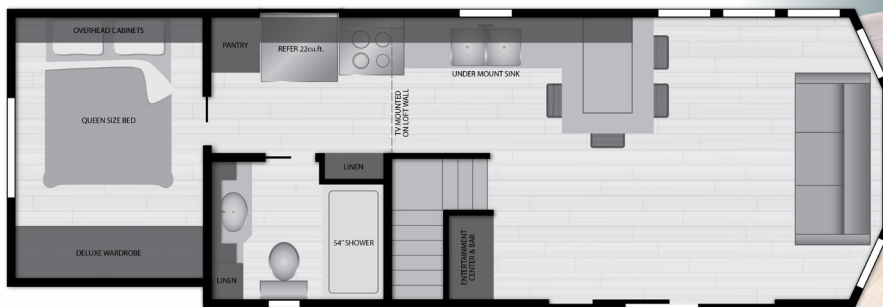 OVERHEAD CABINETS
PANTRY
REFER 22cu.ft.
UNDER MOUNT SINK
QUEEN SIZE BED
TV MOUNTED
ON LOFT WALL
LINEN
54" SHOWER
ENTERTAINMENT
CENTER & BAR
DELUXE WARDROBE
LINEN